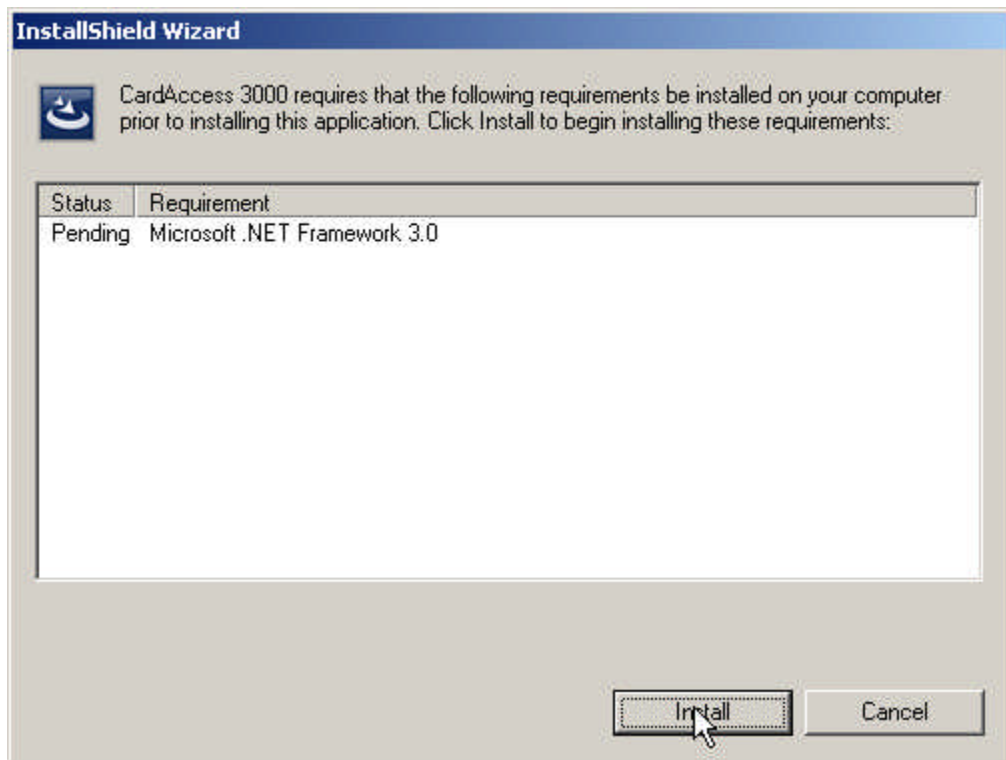 InstallShield Wizard
CardAccess 3000 requires that the following requirements be installed on your computer
prior to installing this application. Click Install to begin installing these requirements:
Status Requirement
Pending Microsoft .NET Framework 3.0
Install Cancel